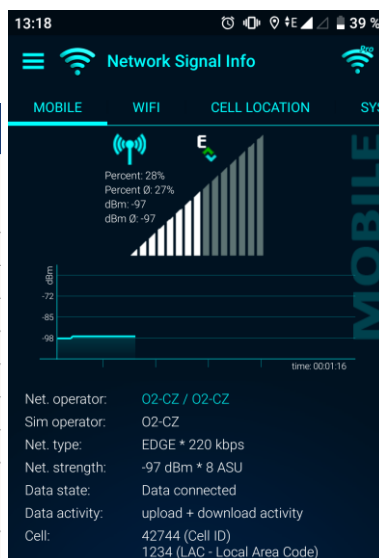 13:18 E 39 %
Network Signal Info Pro
MOBILE WIFI CELL LOCATION SYS
E
Percent: 28%
Percent Ø: 27%
dBm: -97
dBm Ø: -97
MOBILE
dBm
-72
-85
-98
time: 00:01:16
Net. operator: O2-CZ / O2-CZ
Sim operator: O2-CZ
Net. type: EDGE * 220 kbps
Net. strength: -97 dBm * 8 ASU
Data state: Data connected
Data activity: upload + download activity
Cell: 42744 (Cell ID)
1234 (LAC - Local Area Code)